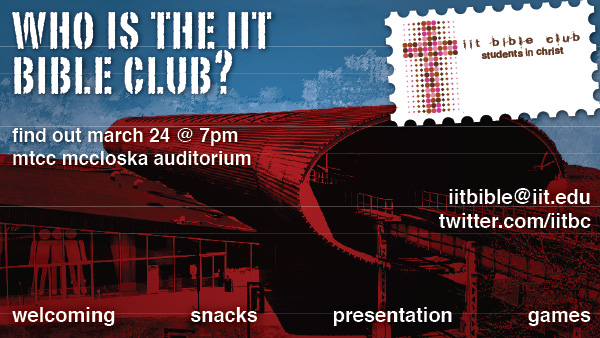 WHO IS THE IIT
BIBLE CLUB?
iit bible club
students in christ
find out march 24 @ 7pm
mtcc mccloska auditorium
iitbible@iit.edu
twitter.com/iitbc
welcoming snacks presentation games